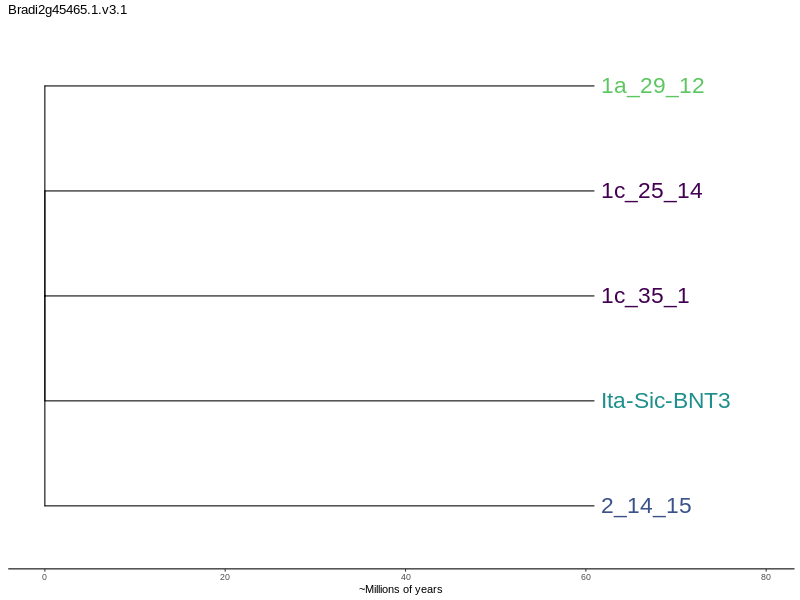 Bradi2g45465.1.v3.1
1a_29_12
1c_25_14
1c_35_1
Ita-Sic-BNT3
2_14_15
0 20 40 60 80
~Millions of years